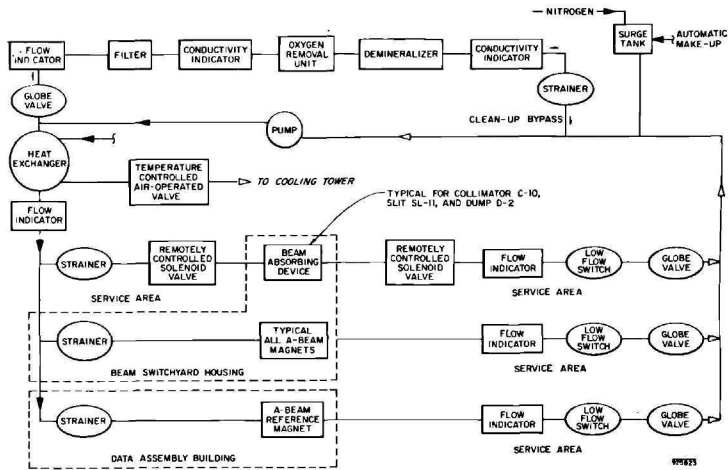 NITROGEN
SURGE
TANK
AUTOMATIC
MAKE-UP
FLOW
INDICATOR
FILTER
CONDUCTIVITY
INDICATOR
OXYGEN
REMOVAL
UNIT
DEMINERALIZER
CONDUCTIVITY
INDICATOR
STRAINER
GLOBE
VALVE
CLEAN-UP BYPASS
PUMP
HEAT
EXCHANGER
TEMPERATURE
CONTROLLED
AIR-OPERATED
VALVE
TO COOLING TOWER
FLOW
INDICATOR
TYPICAL FOR COLLIMATOR C-10,
SLIT SL-11, AND DUMP D-2
STRAINER
REMOTELY
CONTROLLED
SOLENOID
VALVE
BEAM
ABSORBING
DEVICE
REMOTELY
CONTROLLED
SOLENOID
VALVE
FLOW
INDICATOR
LOW
FLOW
SWITCH
GLOBE
VALVE
SERVICE AREA
SERVICE AREA
STRAINER
TYPICAL
ALL A-BEAM
MAGNETS
FLOW
INDICATOR
LOW
FLOW
SWITCH
GLOBE
VALVE
BEAM SWITCHYARD HOUSING
SERVICE AREA
STRAINER
A-BEAM
REFERENCE
MAGNET
FLOW
INDICATOR
LOW
FLOW
SWITCH
GLOBE
VALVE
DATA ASSEMBLY BUILDING
SERVICE AREA